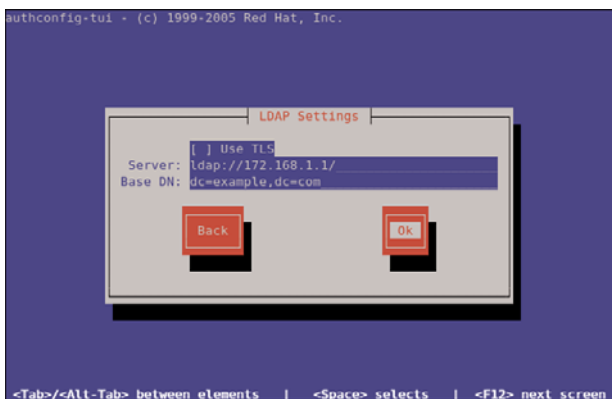 authconfig-tui - (c) 1999-2005 Red Hat, Inc.
LDAP Settings
[ ] Use TLS
Server: ldap://172.168.1.1/
Base DN: dc=example,dc=com
Back Ok
<Tab>/<Alt-Tab> between elements | <Space> selects | <F12> next screen